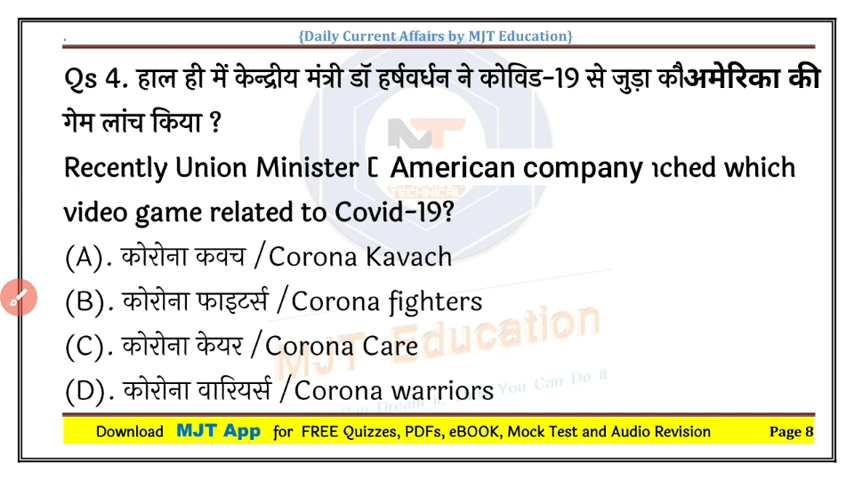 {Daily Current Affairs by MJT Education}
Qs 4. हाल ही में केन्द्रीय मंत्री डॉ हर्षवर्धन ने कोविड-19 से जुड़ा कौअमेरिका की
गेम लांच किया ?
Recently Union Minister American company ched which
video game related to Covid-19?
(A). कोरोना कवच /Corona Kavach
(B). कोरोना फाइटर्स /Corona fighters
(C). कोरोना केयर /Corona Care
(D). कोरोना वारियर्स /Corona warriors
MT
TECHNICAL
MJT Education
You Can Do it
Download MJT App for FREE Quizzes, PDFs, eBOOK, Mock Test and Audio Revision Page 8